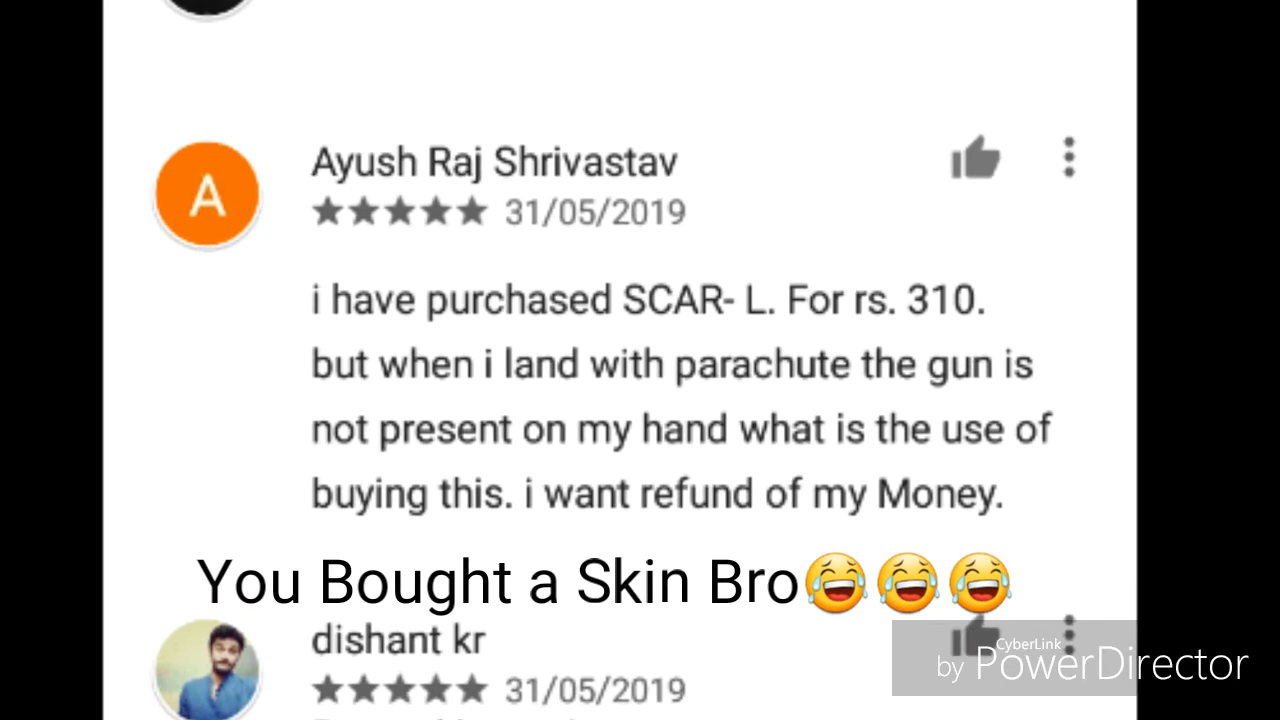 A
Ayush Raj Shrivastav
★★★★★ 31/05/2019
i have purchased SCAR- L. For rs. 310.
but when i land with parachute the gun is
not present on my hand what is the use of
buying this. i want refund of my Money.
You Bought a Skin Bro😂😂😂
dishant kr
★★★★★ 31/05/2019
CyberLink
by PowerDirector